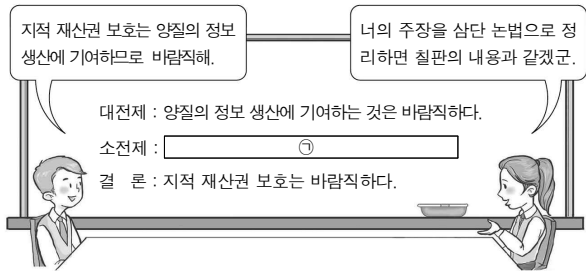 지적 재산권 보호는 양질의 정보
생산에 기여하므로 바람직해.
너의 주장을 삼단 논법으로 정
리하면 칠판의 내용과 같겠군.
대전제 : 양질의 정보 생산에 기여하는 것은 바람직하다.
소전제 : ㉠
결 론 : 지적 재산권 보호는 바람직하다.